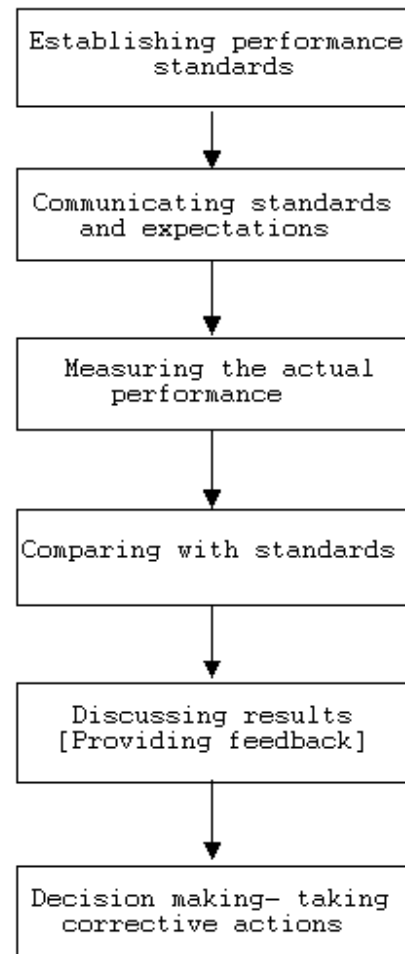 Establishing performance
standards
Communicating standards
and expectations
Measuring the actual
performance
Comparing with standards
Discussing results
[Providing feedback]
Decision making- taking
corrective actions